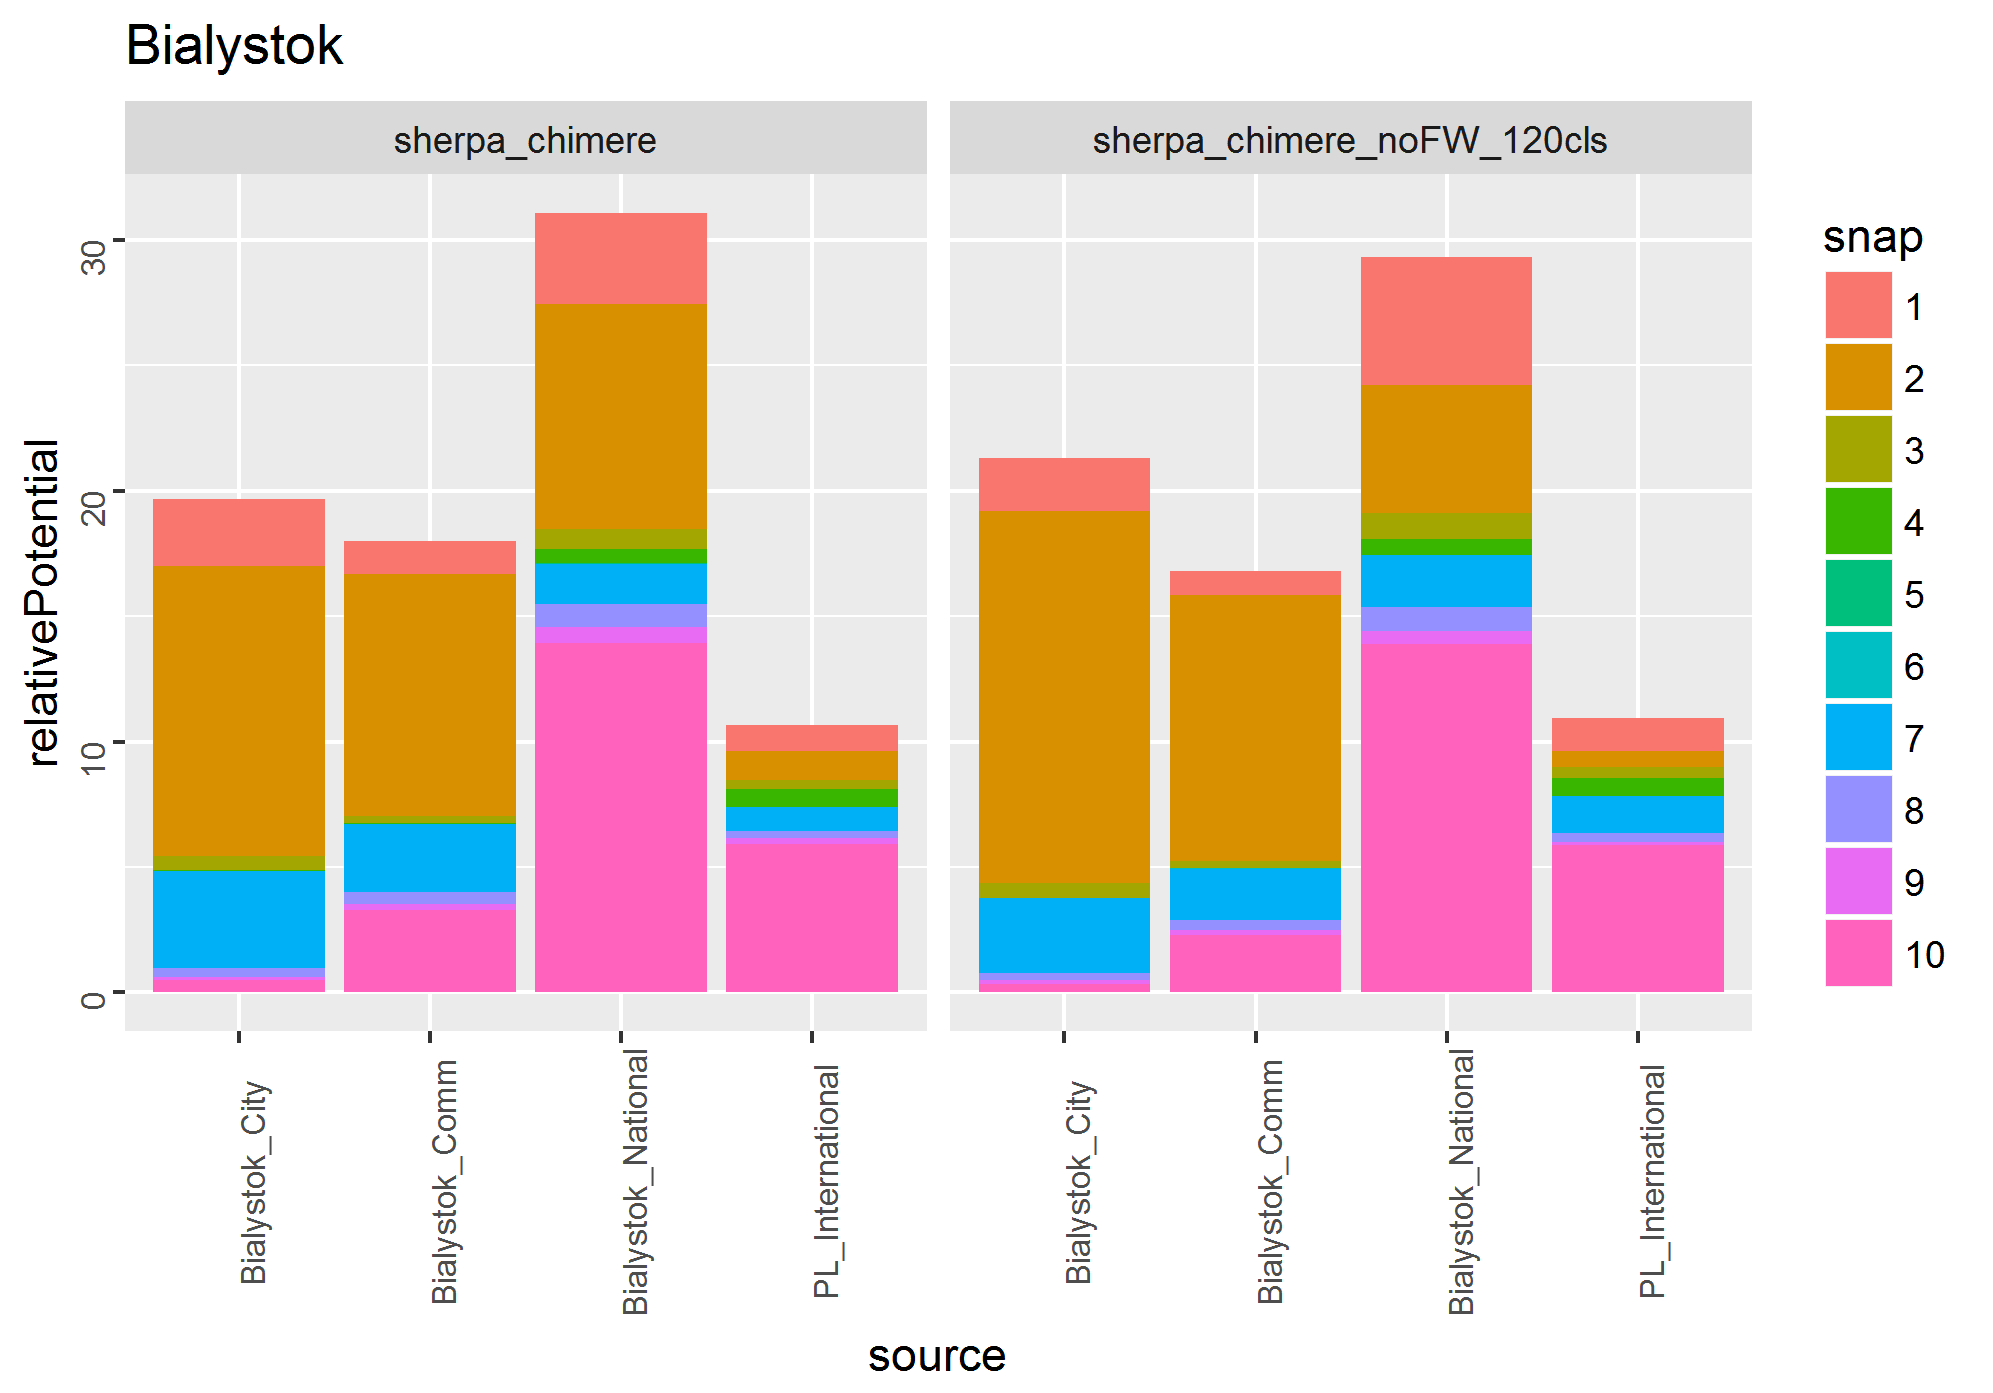 Bialystok
sherpa_chimere
sherpa_chimere_noFW_120cls
relativePotential
30
20
10
0
Bialystok_City
Bialystok_Comm
Bialystok_National
PL_International
Bialystok_City
Bialystok_Comm
Bialystok_National
PL_International
source
snap
1
2
3
4
5
6
7
8
9
10